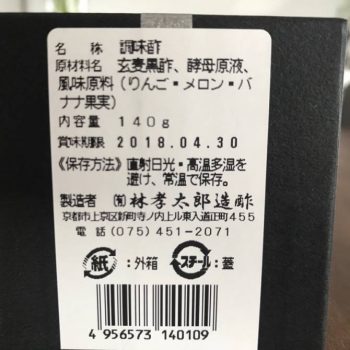 名称 調味酢
原材料名 玄麦黒酢、酵母原液、
風味原料(りんご・メロン・バ
ナナ果実)
内容量 140g
賞味期限 2018.04.30
《保存方法》直射日光・高温多湿を
避け、常温で保存。
製造者 ㈲林孝太郎造酢
京都市上京区新町寺ノ内上ル東入道正町455
電話 (075)451-2071
紙:外箱 スチール:蓋
4 956573 140109